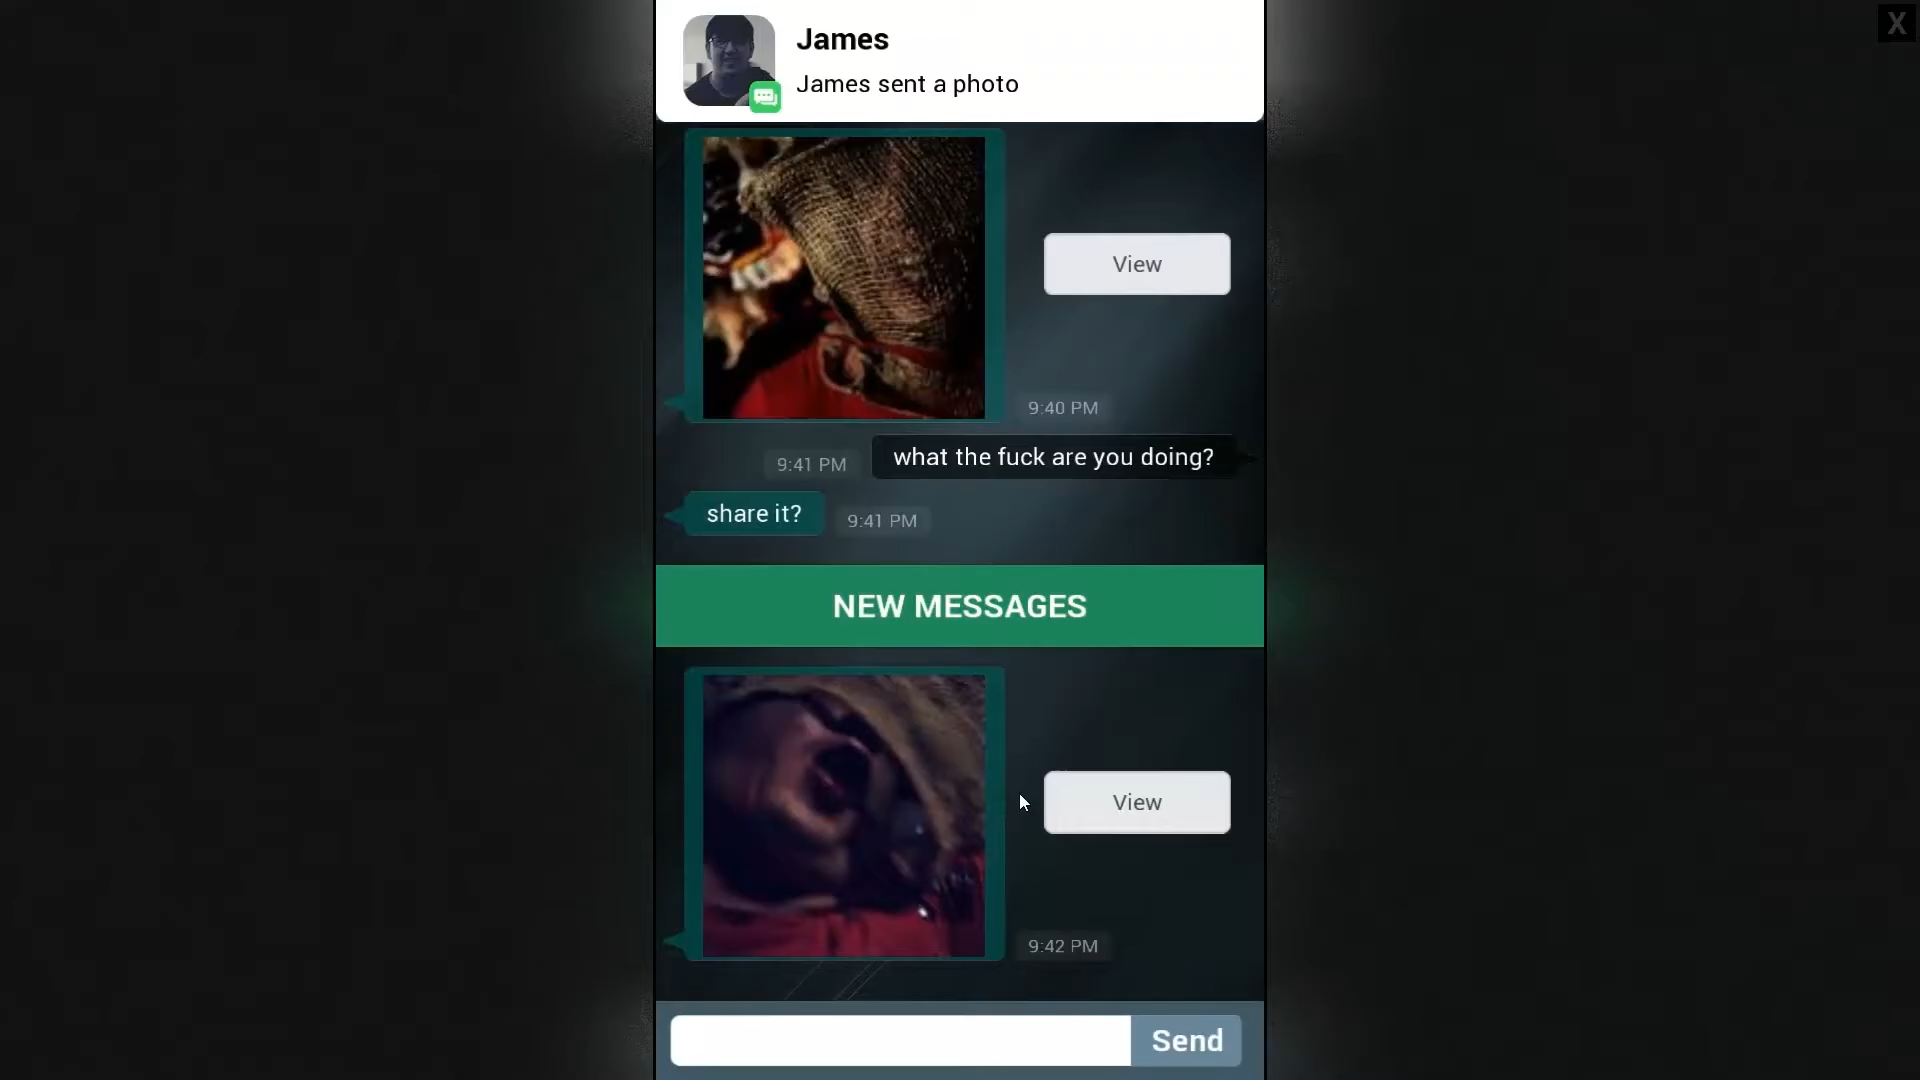 X
James
James sent a photo
View
9:40 PM
9:41 PM
what the fuck are you doing?
share it?
9:41 PM
NEW MESSAGES
View
9:42 PM
Send